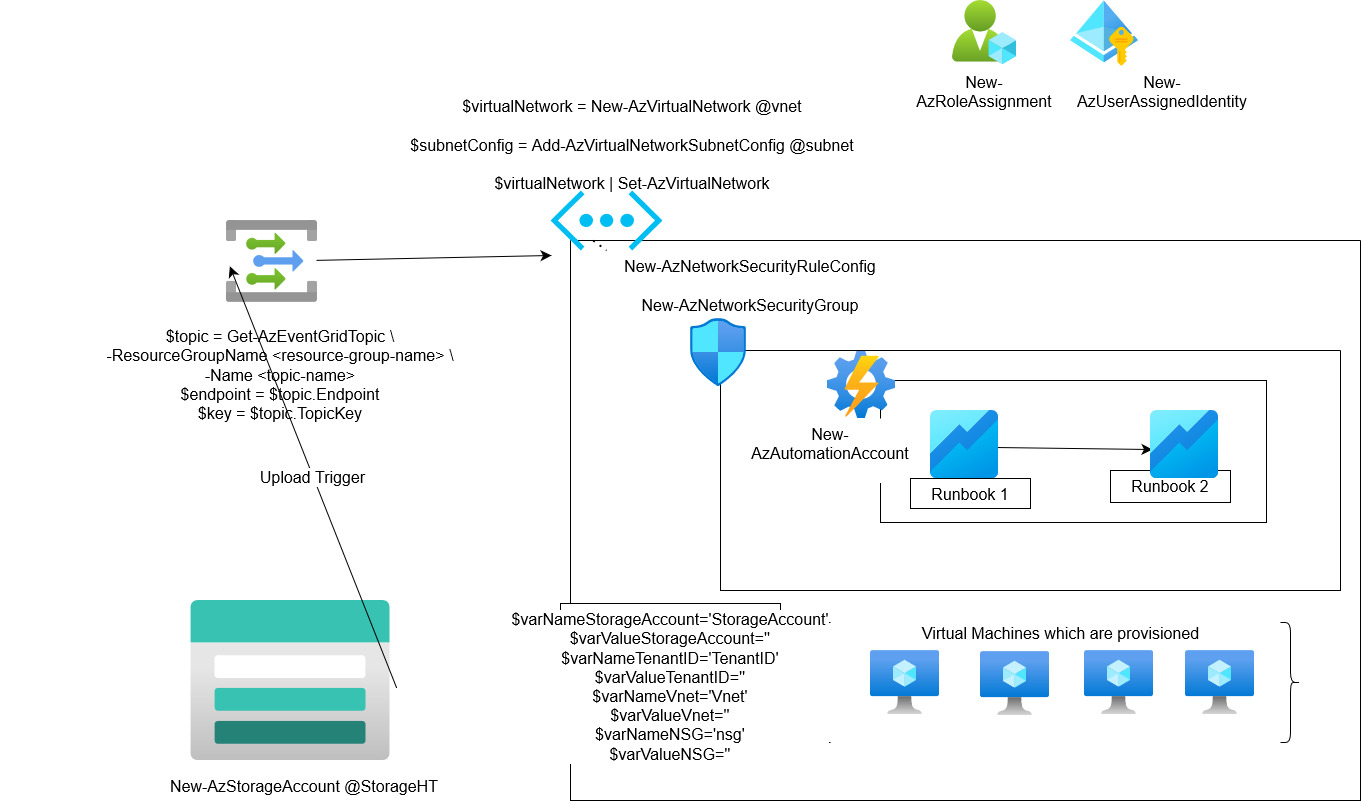 New-
AzRoleAssignment
New-
AzUserAssignedIdentity
$virtualNetwork = New-AzVirtualNetwork @vnet
$subnetConfig = Add-AzVirtualNetworkSubnetConfig @subnet
$virtualNetwork | Set-AzVirtualNetwork
New-AzNetworkSecurityRuleConfig
New-AzNetworkSecurityGroup
$topic = Get-AzEventGridTopic \
-ResourceGroupName <resource-group-name> \
-Name <topic-name>
$endpoint = $topic.Endpoint
$key = $topic.TopicKey
New-
AzAutomationAccount
Runbook 1
Runbook 2
Upload Trigger
$varNameStorageAccount='StorageAccount'
$varValueStorageAccount=''
$varNameTenantID='TenantID'
$varValueTenantID=''
$varNameVnet='Vnet'
$varValueVnet=''
$varNameNSG='nsg'
$varValueNSG=''
Virtual Machines which are provisioned
New-AzStorageAccount @StorageHT